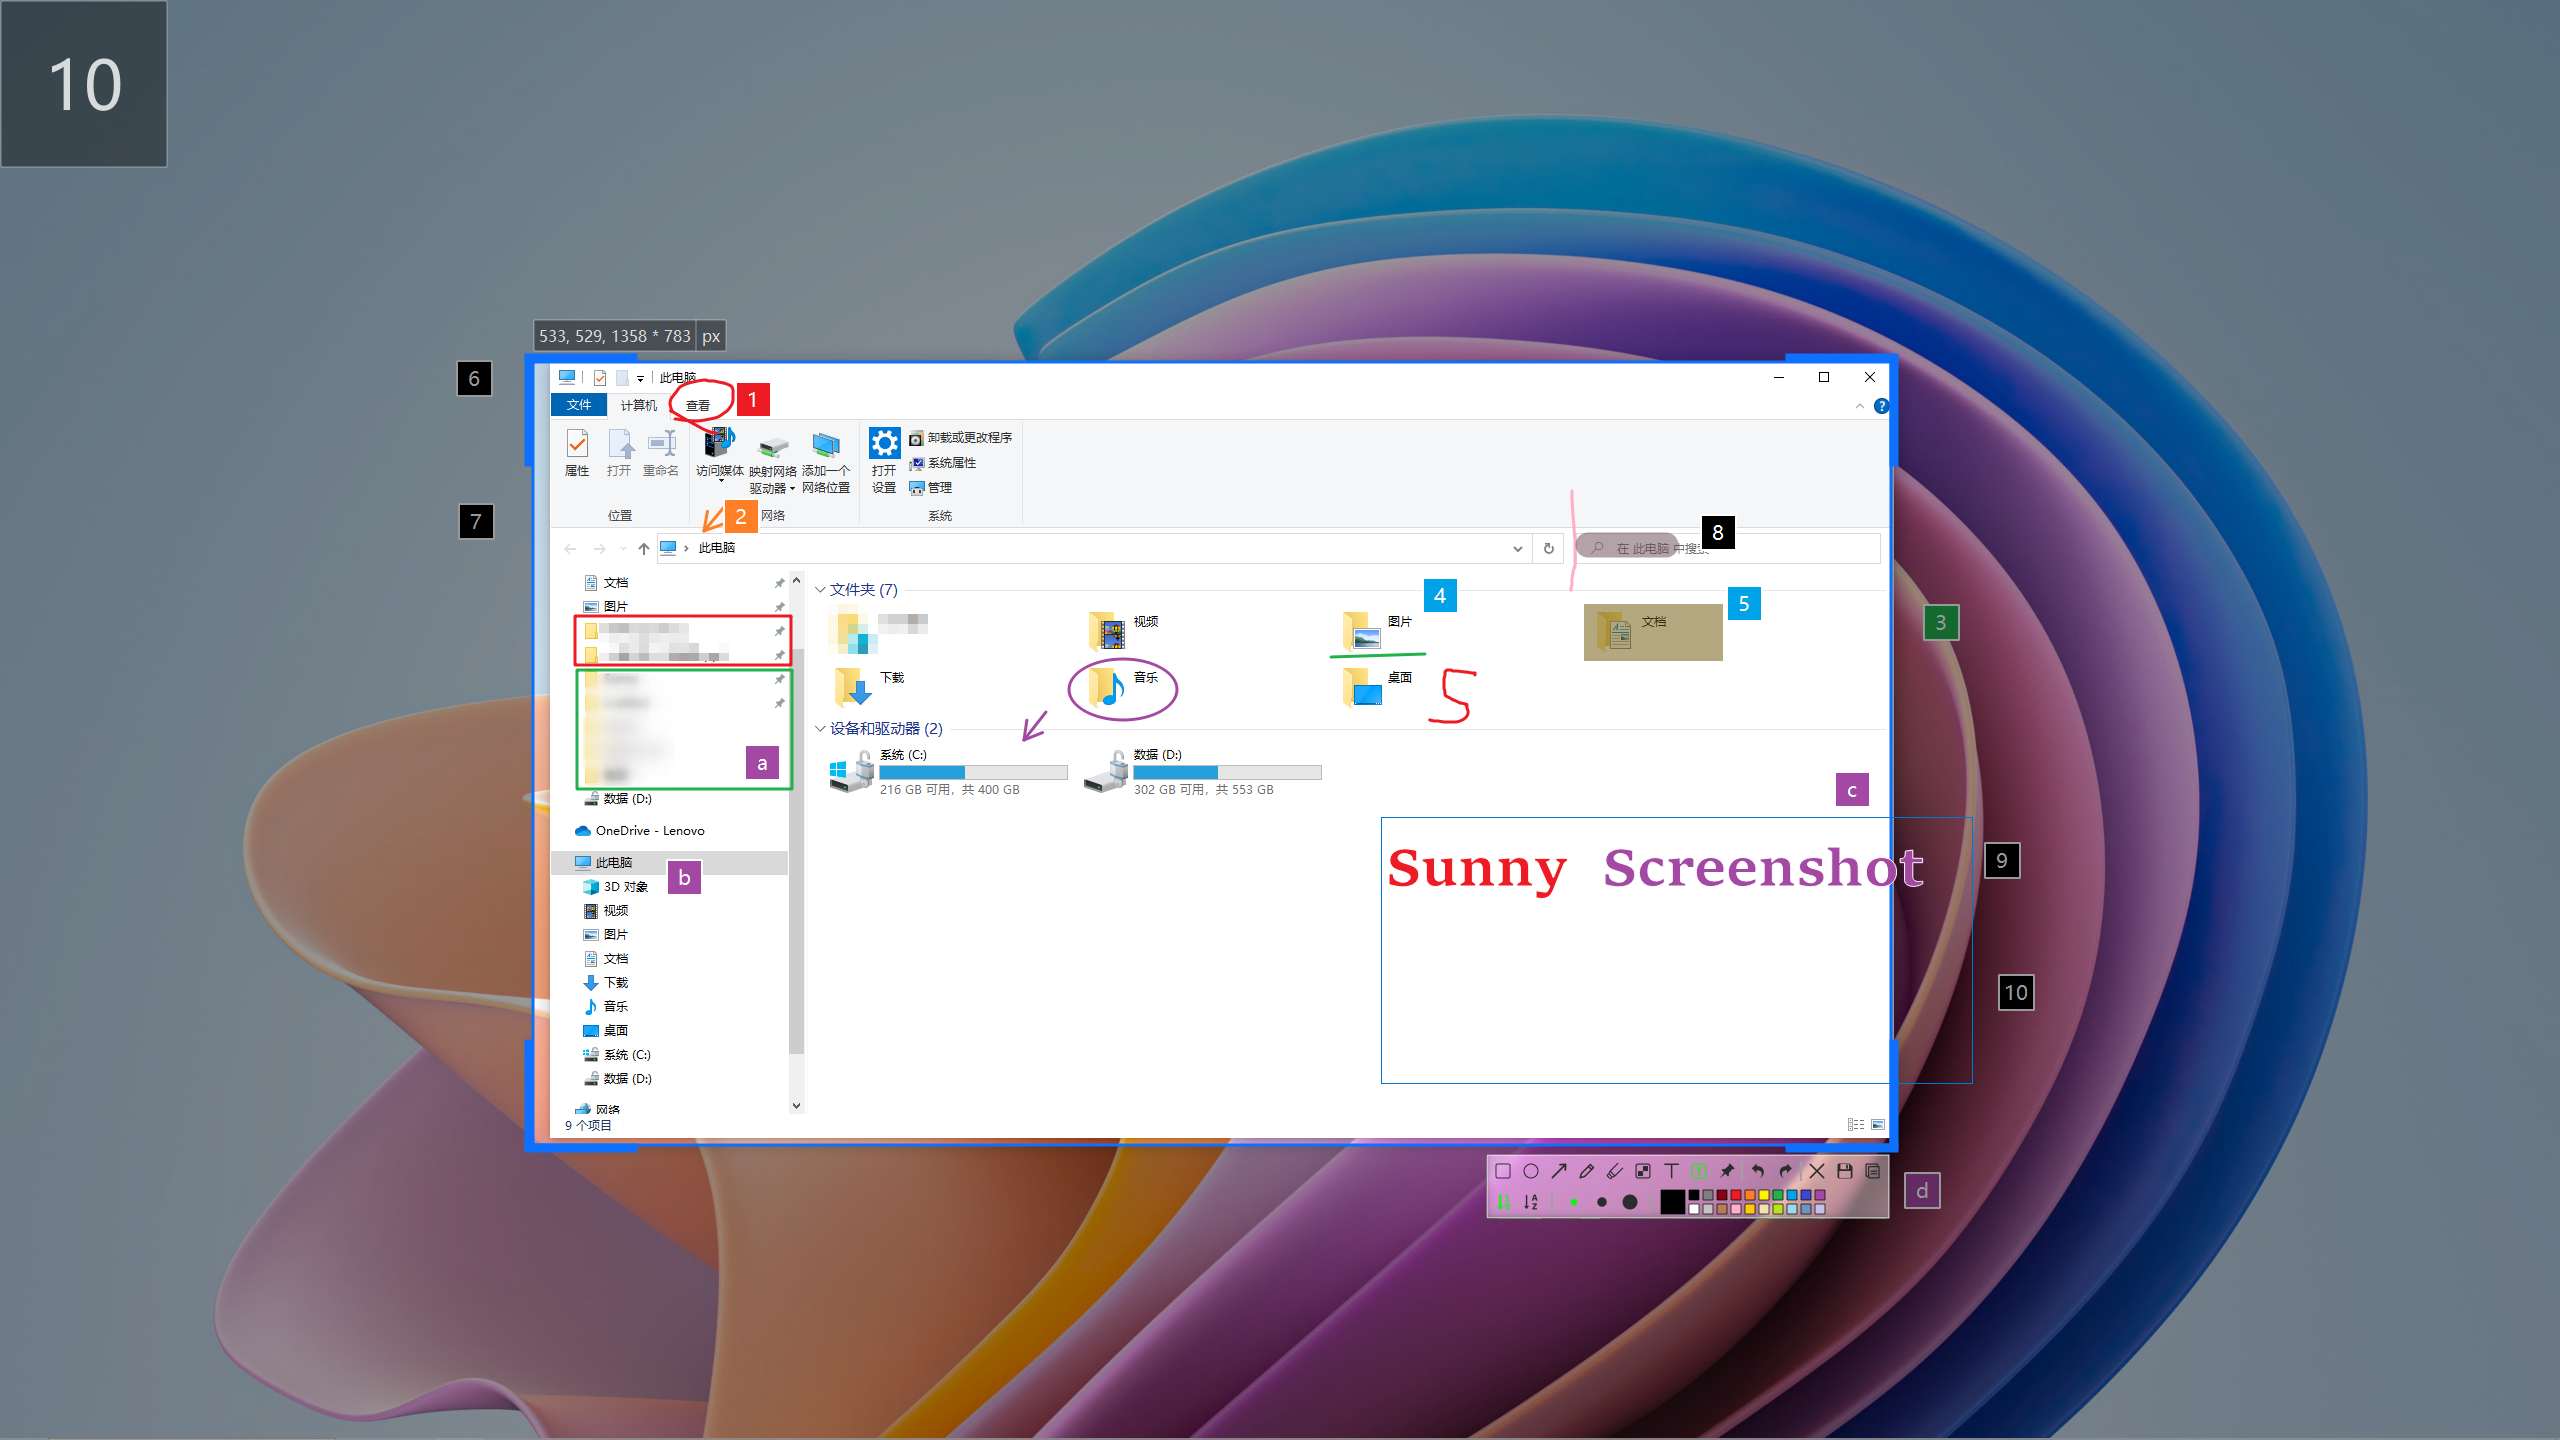 10
533, 529, 1358 * 783 px
6
此电脑
文件 计算机 查看 1
属性 打开 重命名 访问媒体 映射网络驱动器 添加一个网络位置 打开设置 卸载或更改程序
系统属性
管理
7
位置 2 网络 系统
此电脑 在 此电脑 中搜索 8
文档
图片
a
数据 (D:)
OneDrive - Lenovo
此电脑
b
3D 对象
视频
图片
文档
下载
音乐
桌面
系统 (C:)
数据 (D:)
网络
9 个项目
文件夹 (7) 4
视频 图片 文档 5 3
下载 音乐 桌面 5
设备和驱动器 (2)
系统 (C:) 数据 (D:)
216 GB 可用, 共 400 GB 302 GB 可用, 共 553 GB
c
Sunny Screenshot 9
10
d